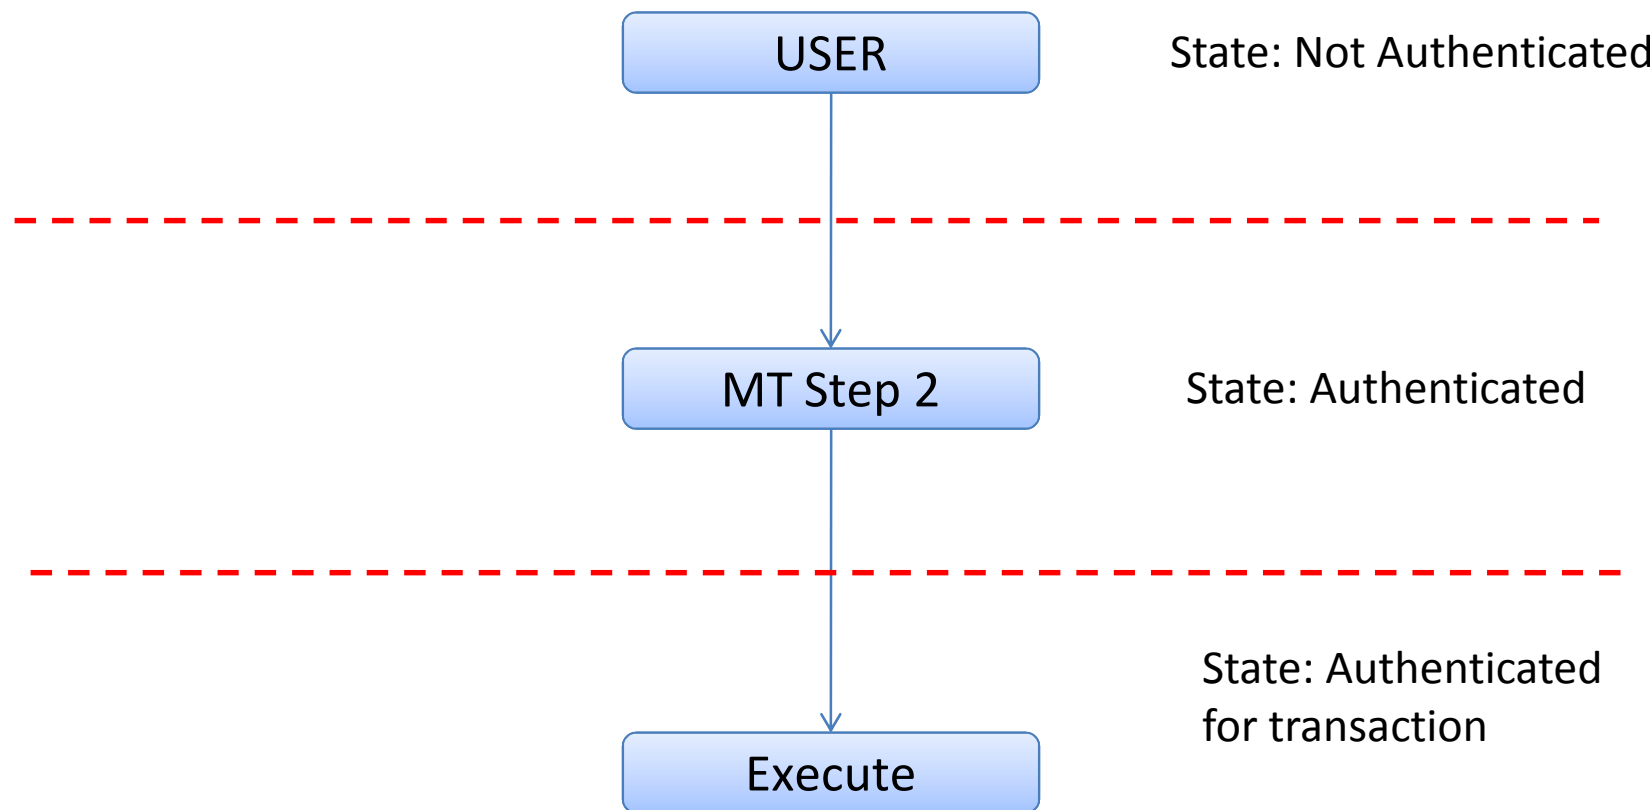 USER
State: Not Authenticated
MT Step 2
State: Authenticated
State: Authenticated
for transaction
Execute